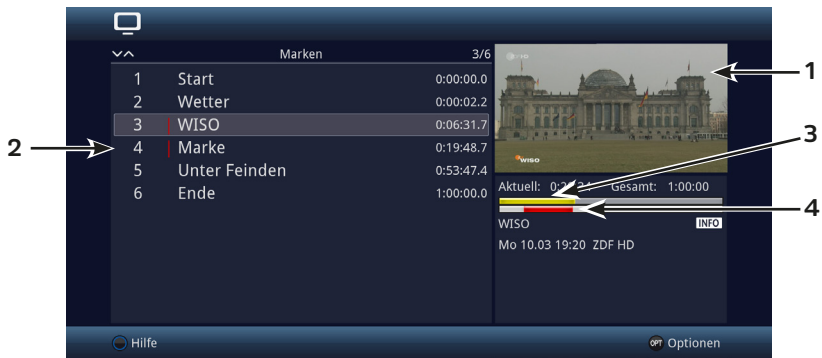 Marken 3/6
1 Start 0:00:00.0
2 Wetter 0:00:02.2
3 WISO 0:06:31.7
4 Marke 0:19:48.7
5 Unter Feinden 0:53:47.4
6 Ende 1:00:00.0
WISO
Aktuell: Gesamt: 1:00:00
WISO INFO
Mo 10.03 19:20 ZDF HD
Hilfe OPT Optionen
1
2
3
4